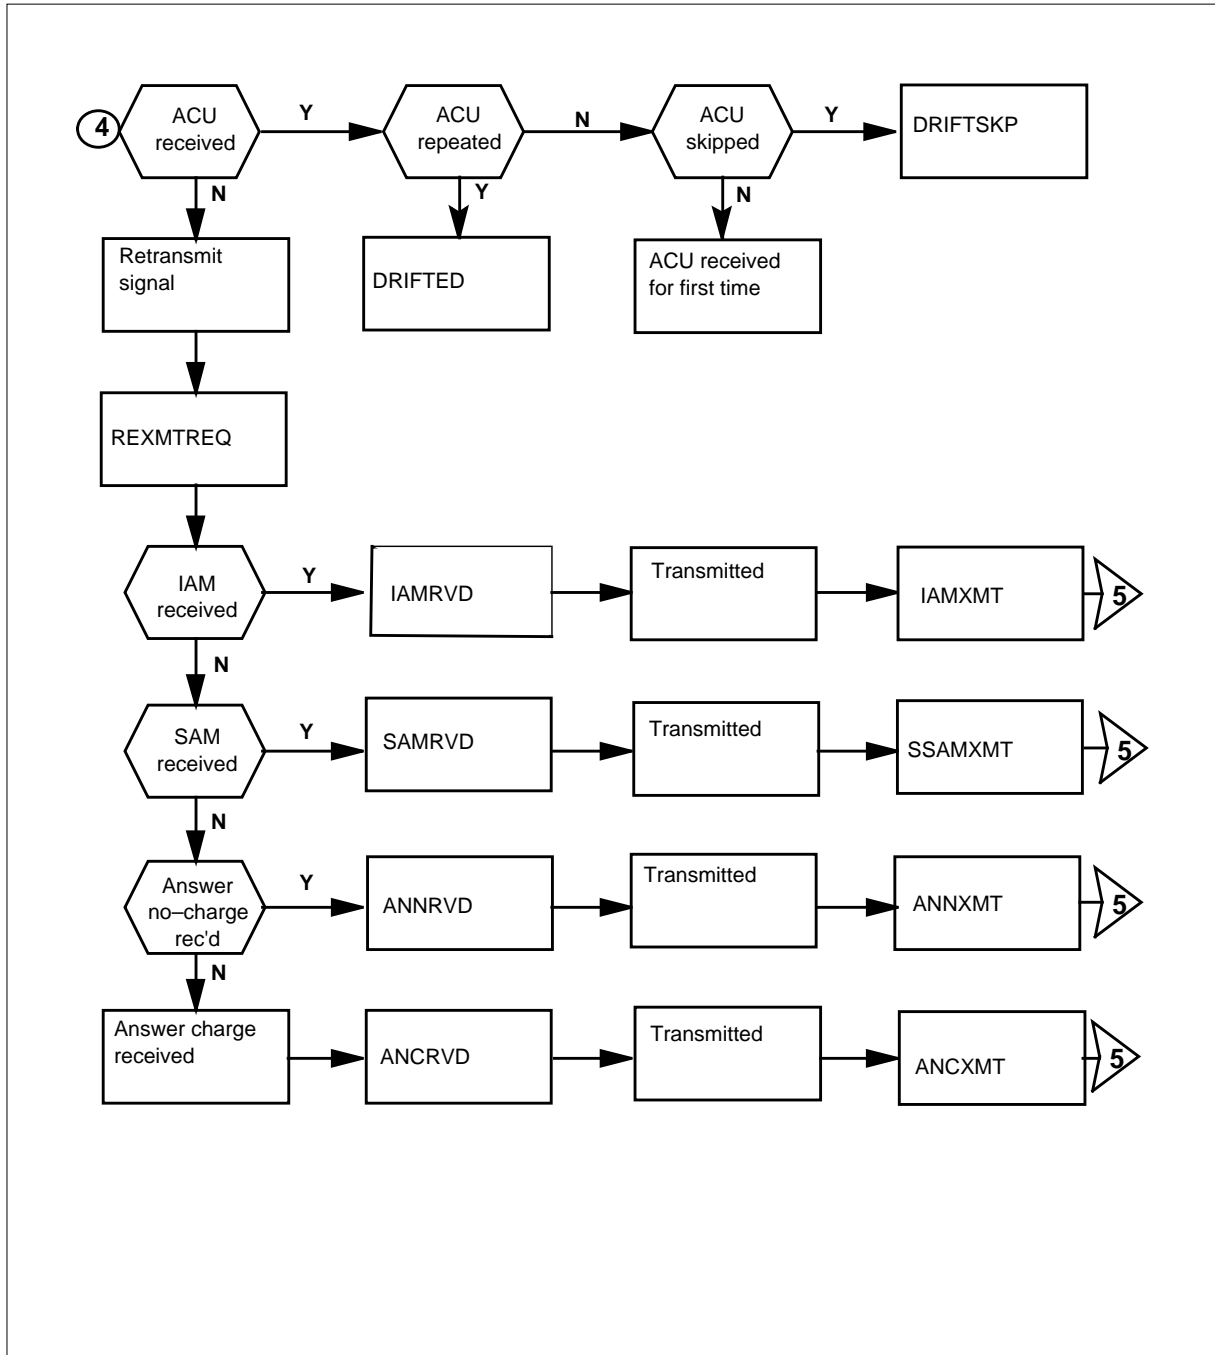 4
ACU
received
Y
ACU
repeated
N
ACU
skipped
Y
DRIFTSKP
N
Y
N
Retransmit
signal
DRIFTED
ACU received
for first time
REXMTREQ
IAM
received
Y
IAMRVD
Transmitted
IAMXMT
5
N
SAM
received
Y
SAMRVD
Transmitted
SSAMXMT
5
N
Answer
no–charge
rec'd
Y
ANNRVD
Transmitted
ANNXMT
5
N
Answer charge
received
ANCRVD
Transmitted
ANCXMT
5